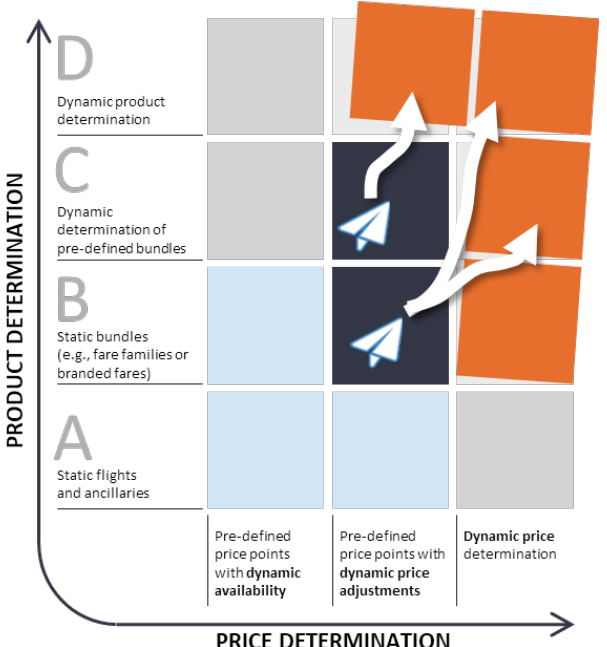 D
Dynamic product
determination
C
Dynamic
determination of
pre-defined bundles
B
Static bundles
(e.g., fare families or
branded fares)
A
Static flights
and ancillaries
PRODUCT DETERMINATION
Pre-defined
price points
with dynamic
availability
Pre-defined
price points with
dynamic price
adjustments
Dynamic price
determination
PRICE DETERMINATION